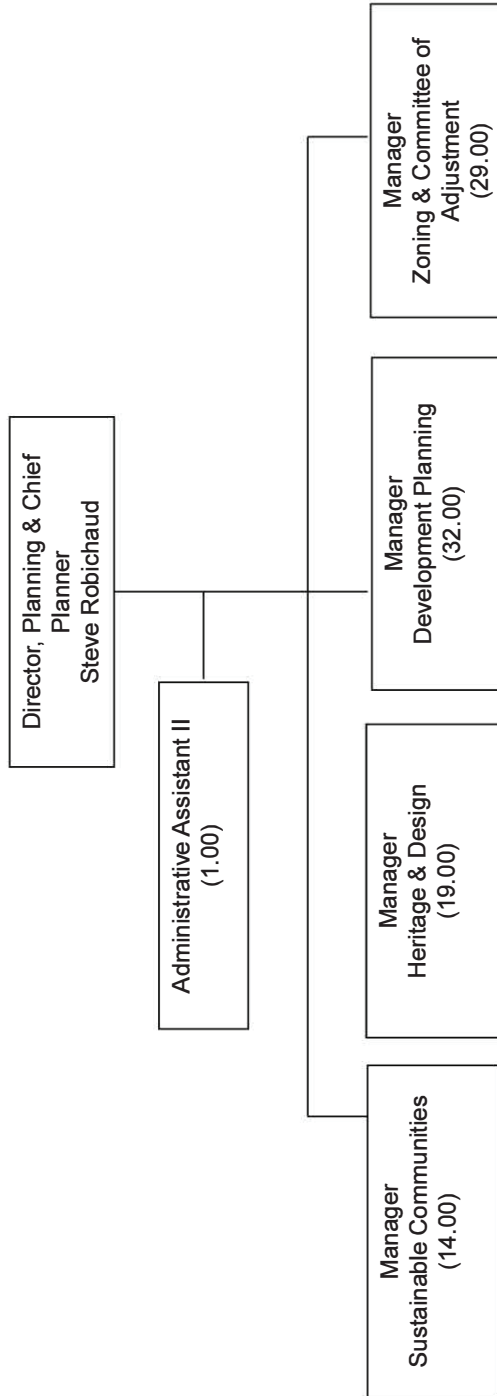 Director, Planning & Chief
Planner
Steve Robichaud
Administrative Assistant II
(1.00)
Manager
Sustainable Communities
(14.00)
Manager
Heritage & Design
(19.00)
Manager
Development Planning
(32.00)
Manager
Zoning & Committee of
Adjustment
(29.00)